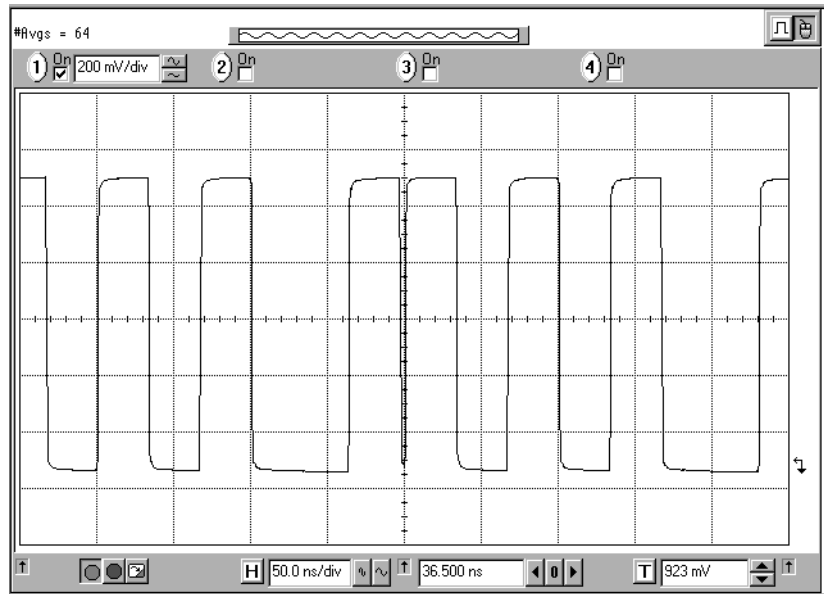 #Avgs = 64
1 On 200 mV/div 2 On 3 On 4 On
H 50.0 ns/div 36.500 ns 0 T 923 mV